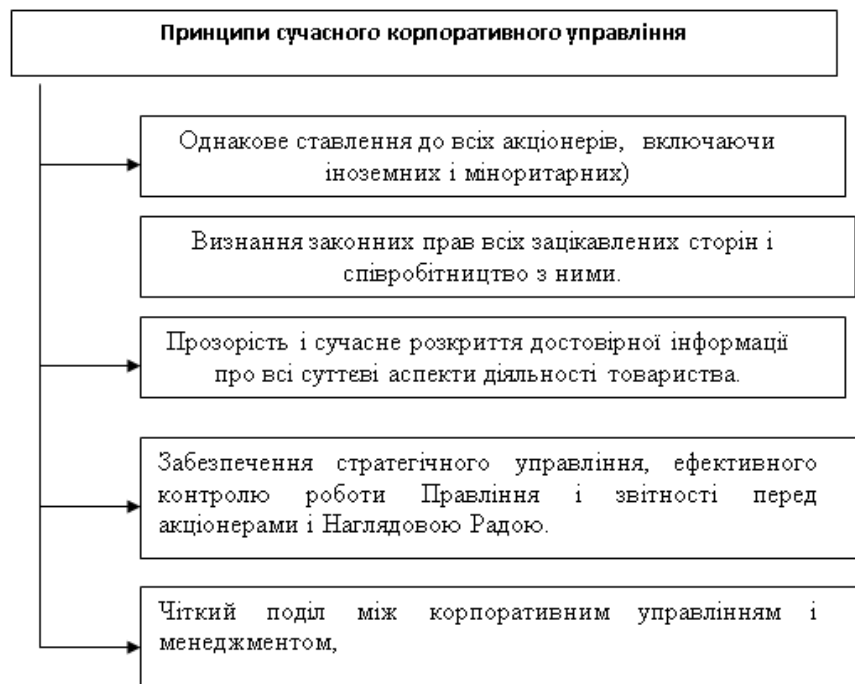 Принципи сучасного корпоративного управління
Однакове ставлення до всіх акціонерів, включаючи
іноземних і міноритарних)
Визнання законних прав всіх зацікавлених сторін і
співробітництво з ними.
Прозорість і сучасне розкриття достовірної інформації
про всі суттєві аспекти діяльності товариства.
Забезпечення стратегічного управління, ефективного
контролю роботи Правління і звітності перед
акціонерами і Наглядовою Радою.
Чіткий поділ між корпоративним управлінням і
менеджментом,